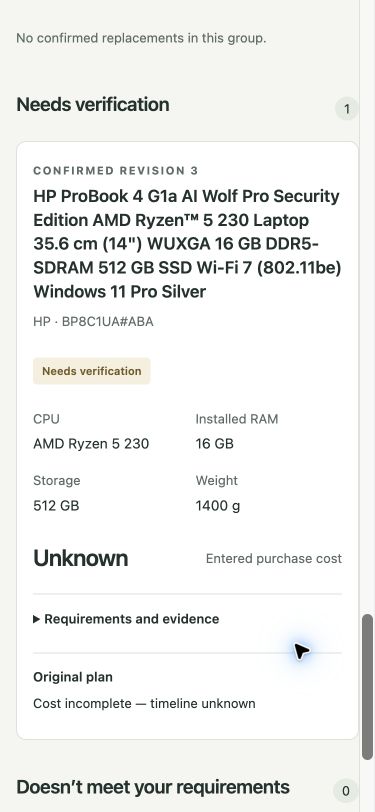 No confirmed replacements in this group.
Needs verification
1
CONFIRMED REVISION 3
HP ProBook 4 G1a AI Wolf Pro Security
Edition AMD Ryzen™ 5 230 Laptop
35.6 cm (14") WUXGA 16 GB DDR5-
SDRAM 512 GB SSD Wi-Fi 7 (802.11be)
Windows 11 Pro Silver
HP · BP8C1UA#ABA
Needs verification
CPU Installed RAM
AMD Ryzen 5 230 16 GB
Storage Weight
512 GB 1400 g
Unknown Entered purchase cost
Requirements and evidence
Original plan
Cost incomplete — timeline unknown
Doesn’t meet your requirements
0